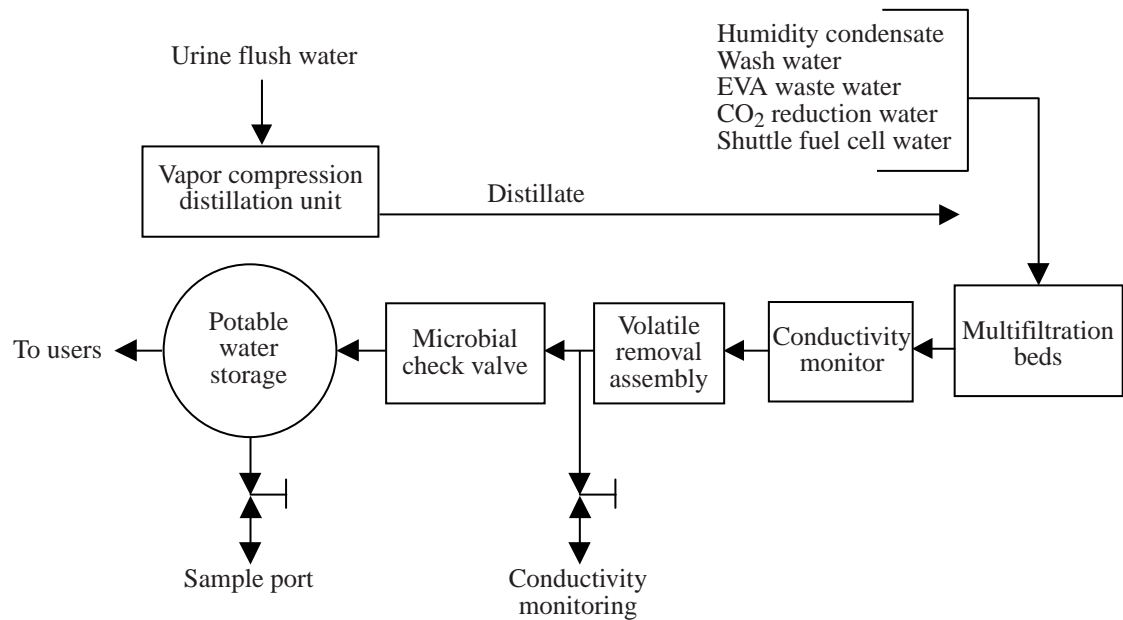 Urine flush water
Humidity condensate
Wash water
EVA waste water
CO₂ reduction water
Shuttle fuel cell water
Vapor compression
distillation unit
Distillate
To users
Potable
water
storage
Microbial
check valve
Volatile
removal
assembly
Conductivity
monitor
Multifiltration
beds
Sample port
Conductivity
monitoring